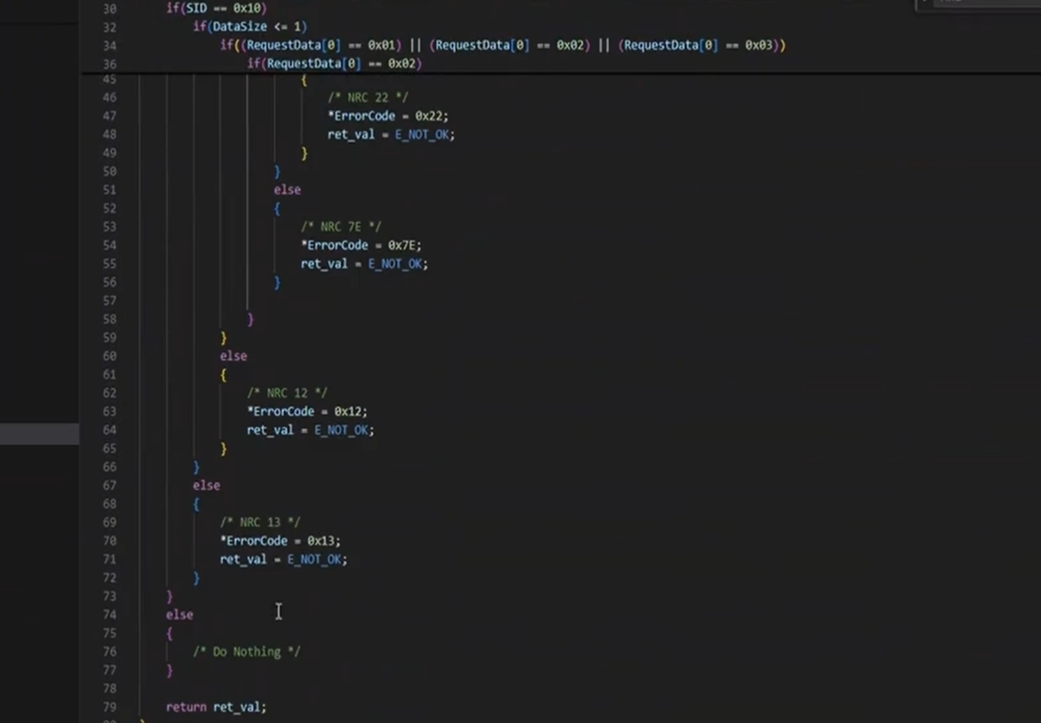 30 if(SID == 0x10)
32 if(DataSize <= 1)
34 if((RequestData[0] == 0x01) || (RequestData[0] == 0x02) || (RequestData[0] == 0x03))
36 if(RequestData[0] == 0x02)
45 {
46 /* NRC 22 */
47 *ErrorCode = 0x22;
48 ret_val = E_NOT_OK;
49 }
50 }
51 else
52 {
53 /* NRC 7E */
54 *ErrorCode = 0x7E;
55 ret_val = E_NOT_OK;
56 }
57
58 }
59 }
60 else
61 {
62 /* NRC 12 */
63 *ErrorCode = 0x12;
64 ret_val = E_NOT_OK;
65 }
66 }
67 else
68 {
69 /* NRC 13 */
70 *ErrorCode = 0x13;
71 ret_val = E_NOT_OK;
72 }
73 }
74 else
75 {
76 /* Do Nothing */
77 }
78
79 return ret_val;